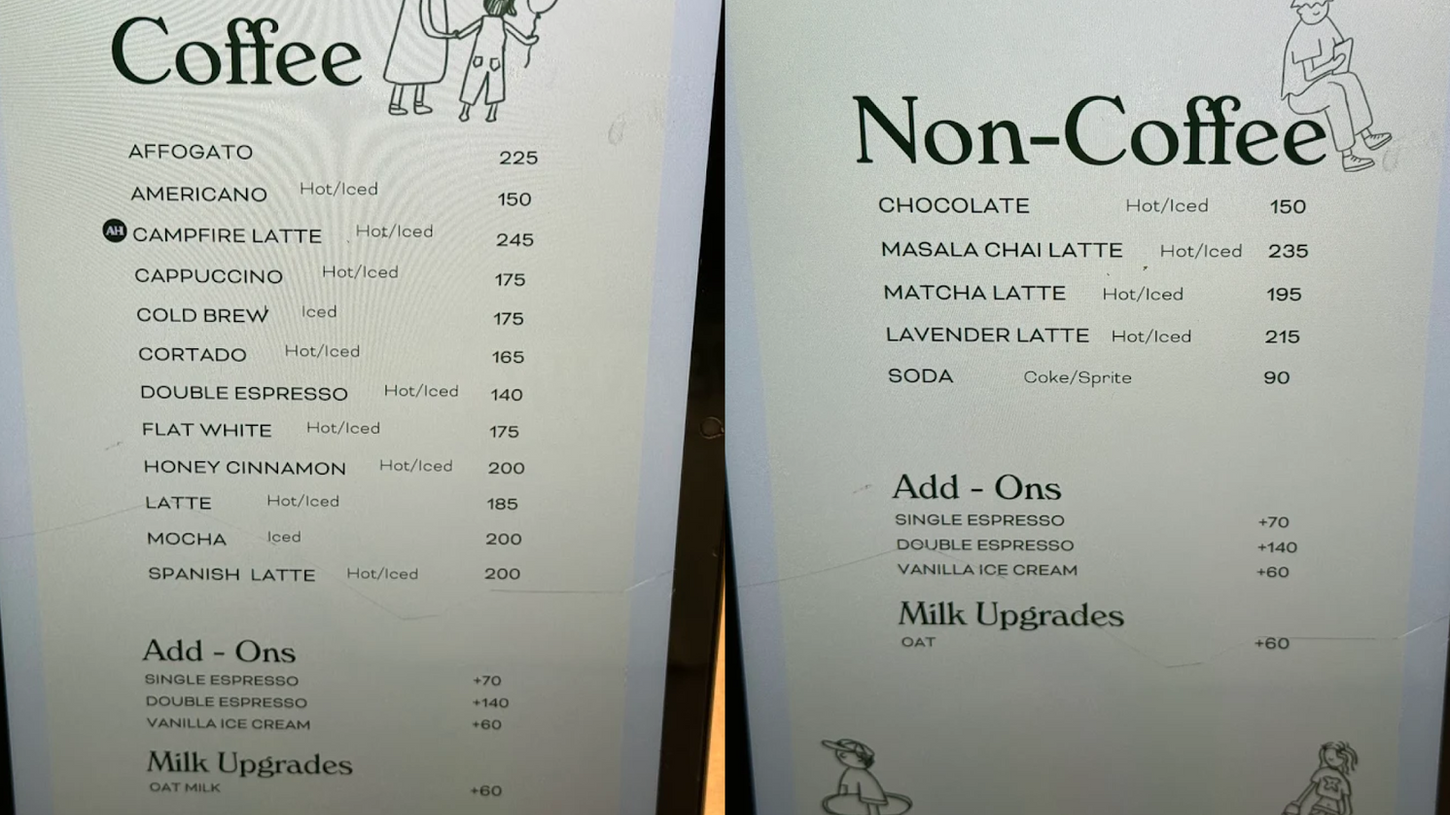 Coffee
AFFOGATO 225
AMERICANO Hot/Iced 150
AH CAMPFIRE LATTE Hot/Iced 245
CAPPUCCINO Hot/Iced 175
COLD BREW Iced 175
CORTADO Hot/Iced 165
DOUBLE ESPRESSO Hot/Iced 140
FLAT WHITE Hot/Iced 175
HONEY CINNAMON Hot/Iced 200
LATTE Hot/Iced 185
MOCHA Iced 200
SPANISH LATTE Hot/Iced 200
Add - Ons
SINGLE ESPRESSO +70
DOUBLE ESPRESSO +140
VANILLA ICE CREAM +60
Milk Upgrades
OAT MILK +60
Non-Coffee
CHOCOLATE Hot/Iced 150
MASALA CHAI LATTE Hot/Iced 235
MATCHA LATTE Hot/Iced 195
LAVENDER LATTE Hot/Iced 215
SODA Coke/Sprite 90
Add - Ons
SINGLE ESPRESSO +70
DOUBLE ESPRESSO +140
VANILLA ICE CREAM +60
Milk Upgrades
OAT +60